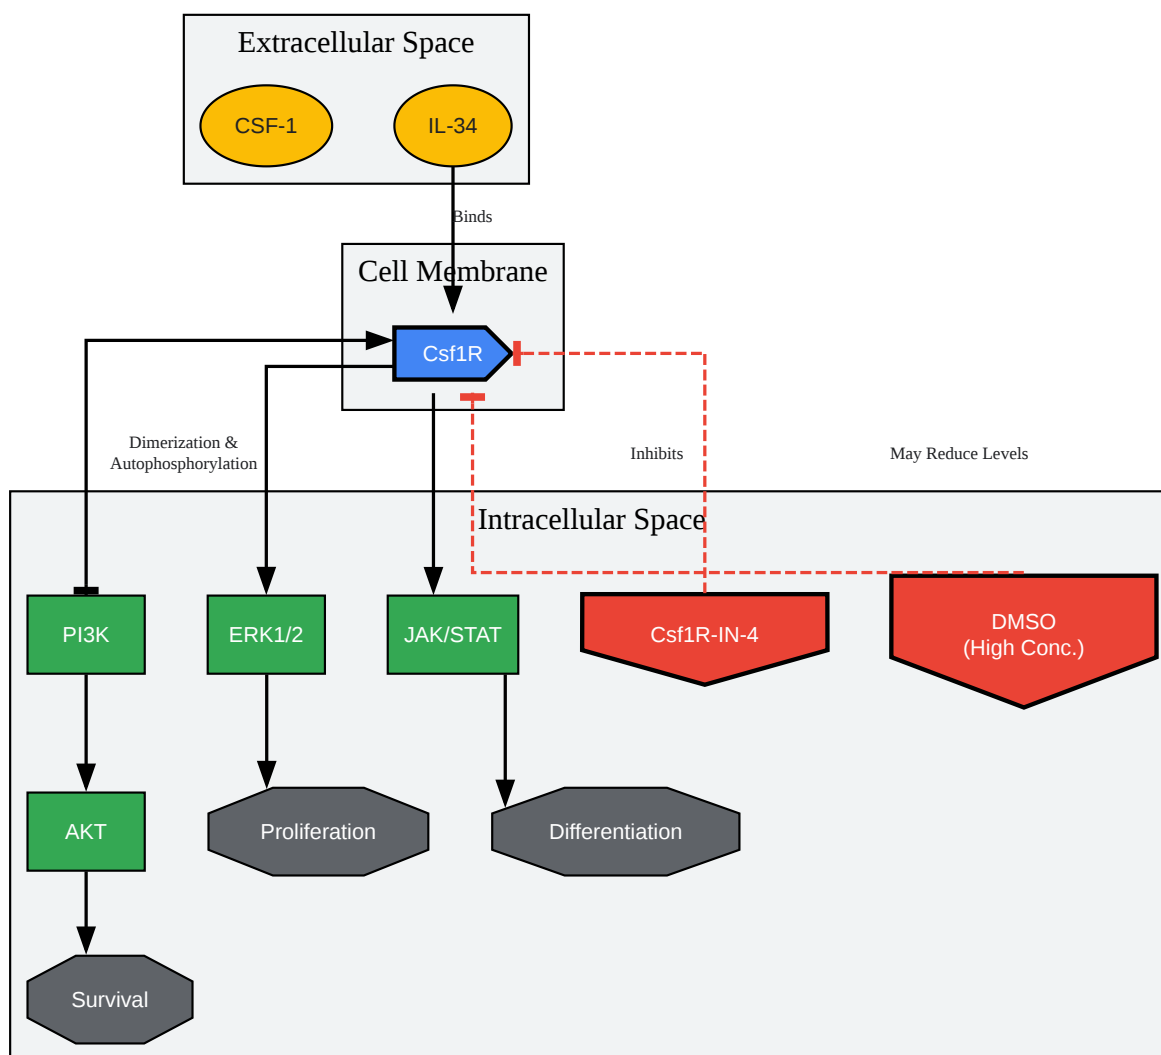 Extracellular Space
CSF-1
IL-34
Binds
Cell Membrane
Csf1R
Dimerization &
Autophosphorylation
Inhibits
May Reduce Levels
Intracellular Space
PI3K
ERK1/2
JAK/STAT
Csf1R-IN-4
DMSO
(High Conc.)
AKT
Proliferation
Differentiation
Survival